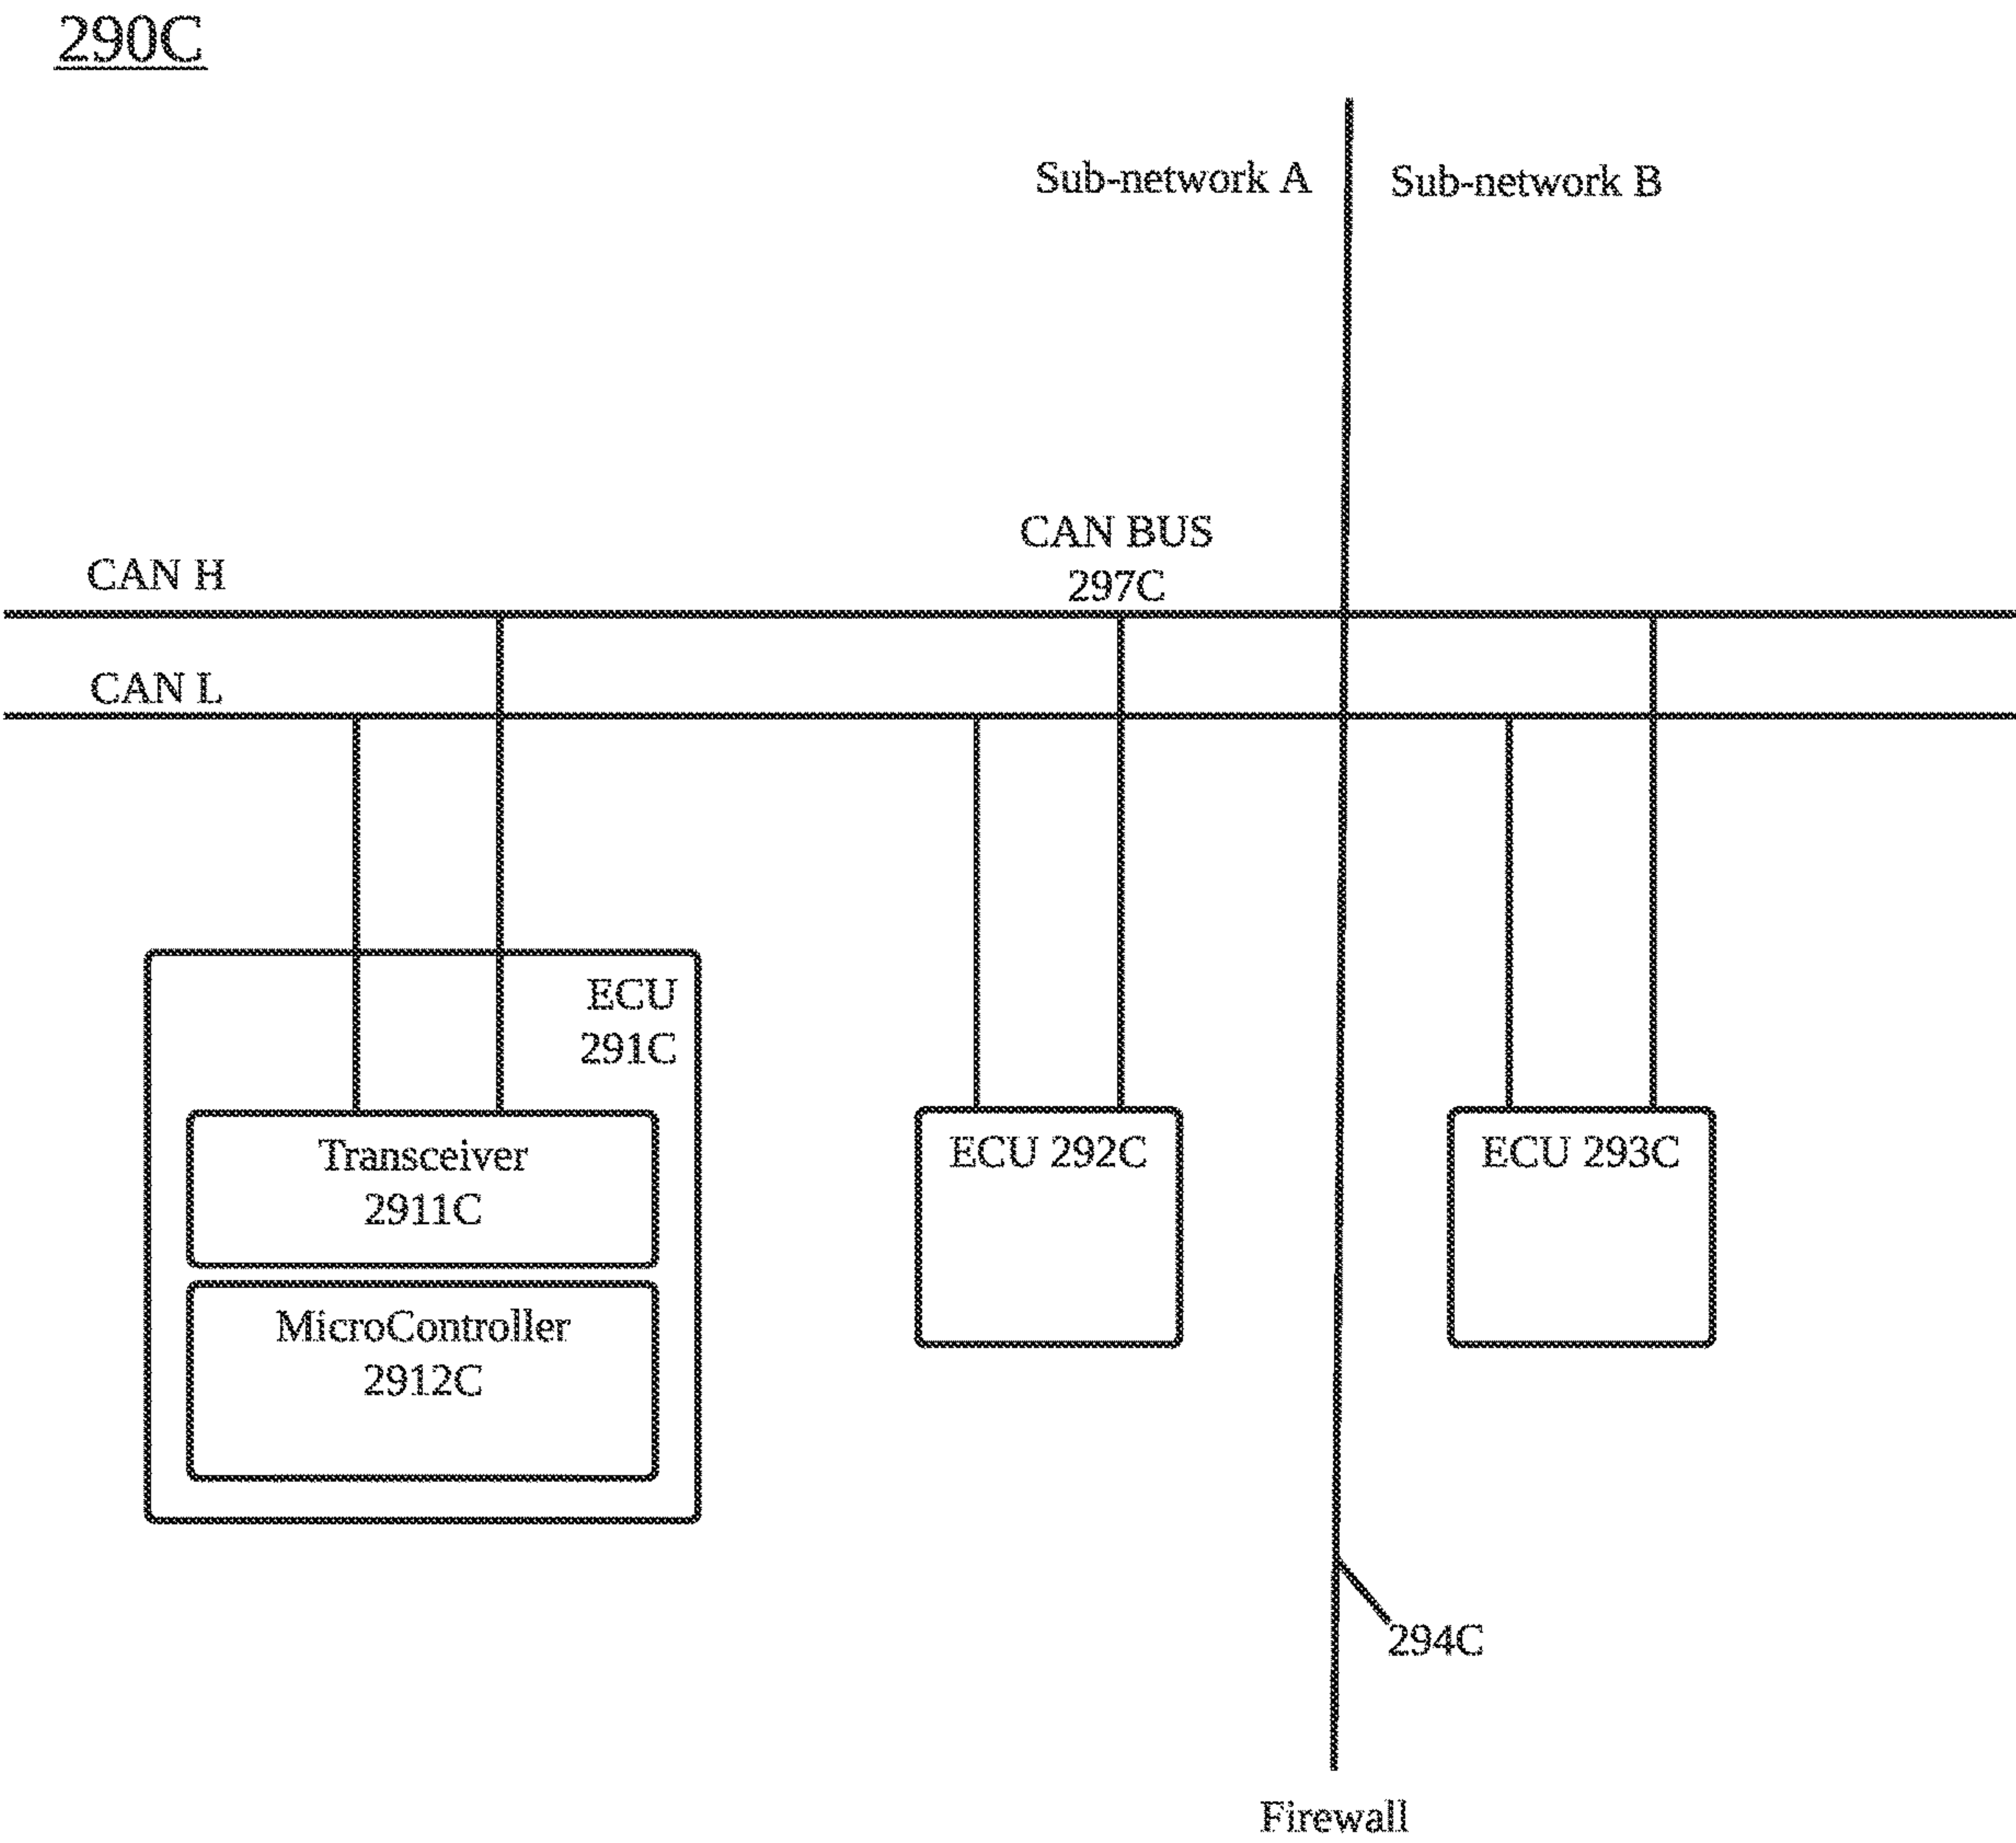 290C
Sub-network A
Sub-network B
CAN BUS
297C
CAN H
CAN L
ECU
291C
Transceiver
2911C
MicroController
2912C
ECU 292C
ECU 293C
294C
Firewall